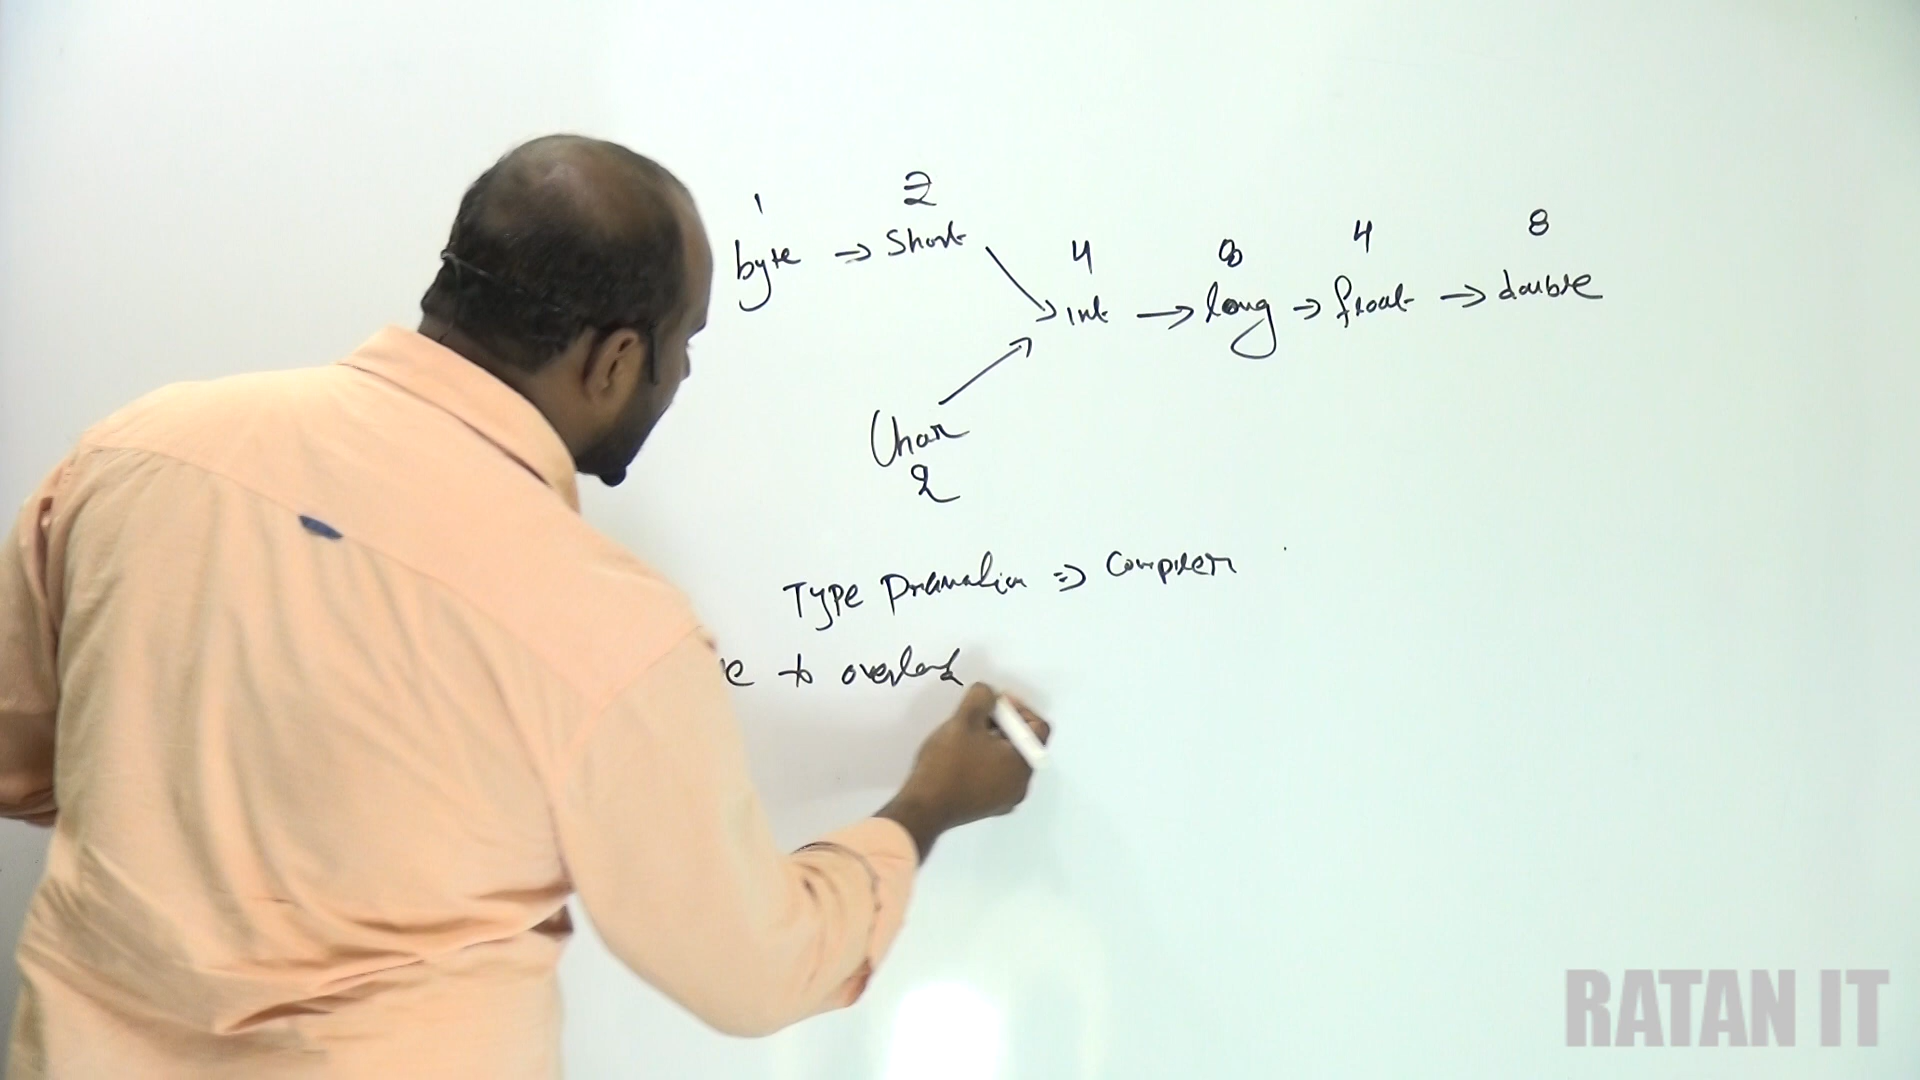 1 2 4 8 4 8
byte → Short → int → long → float → double
Char
2
Type Promotion => Compiler
e to overload
RATAN IT